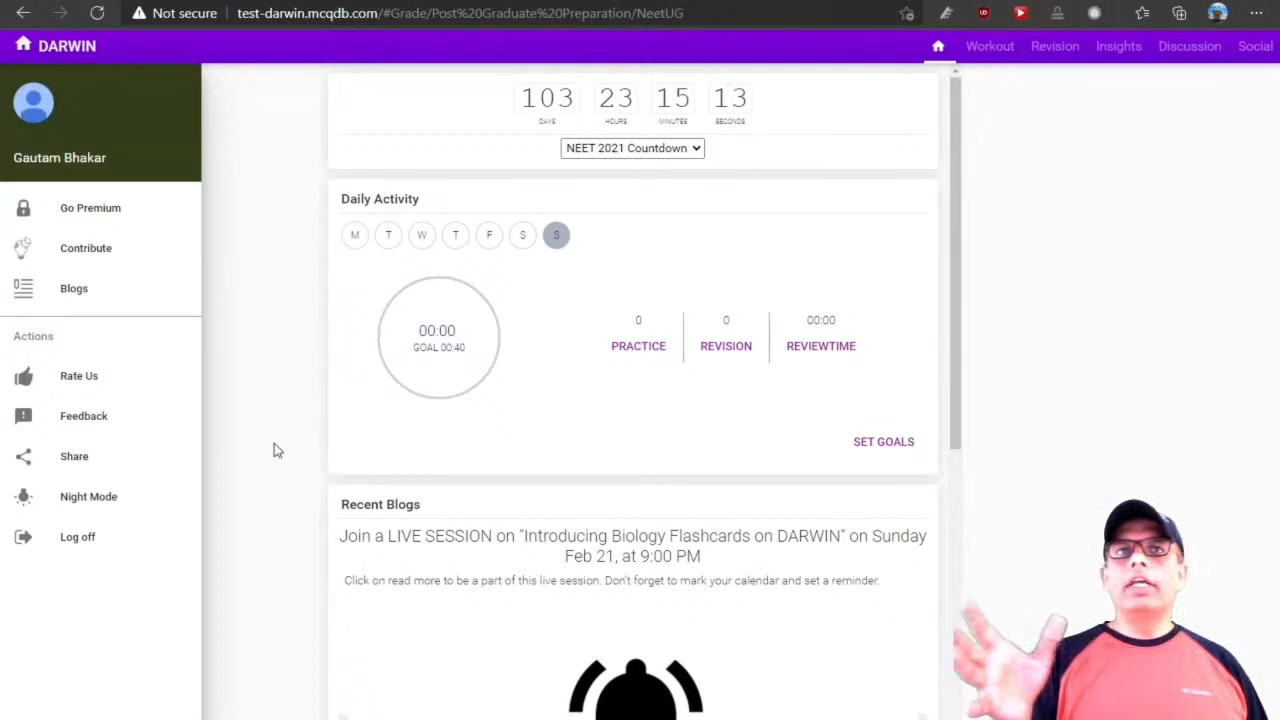 Not secure
test-darwin.mcqdb.com/#Grade/Post%20Graduate%20Preparation/NeetUG
DARWIN
Workout Revision Insights Discussion Social
Gautam Bhakar
Go Premium
Contribute
Blogs
Actions
Rate Us
Feedback
Share
Night Mode
Log off
103 23 15 13
DAYS HOURS MINUTES SECONDS
NEET 2021 Countdown
Daily Activity
M T W T F S S
00:00
GOAL 00:40
0 0 00:00
PRACTICE REVISION REVIEWTIME
SET GOALS
Recent Blogs
Join a LIVE SESSION on "Introducing Biology Flashcards on DARWIN" on Sunday
Feb 21, at 9:00 PM
Click on read more to be a part of this live session. Don't forget to mark your calendar and set a reminder.